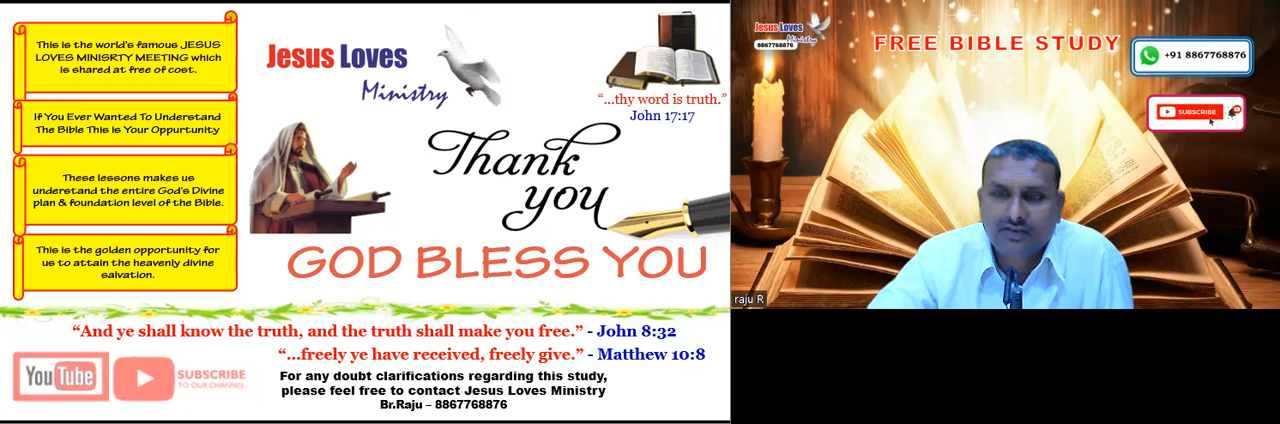 This is the world's famous JESUS
LOVES MINISRTY MEETING which
is shared at free of cost.
If You Ever Wanted To Understand
The Bible This is Your Oppurtunity
These lessons makes us
understand the entire God's Divine
plan & foundation level of the Bible.
This is the golden opportunity for
us to attain the heavenly divine
salvation.
Jesus Loves
Ministry
"...thy word is truth."
John 17:17
Thank
you
GOD BLESS YOU
"And ye shall know the truth, and the truth shall make you free." - John 8:32
"...freely ye have received, freely give." - Matthew 10:8
YouTube
SUBSCRIBE
TO OUR CHANNEL
For any doubt clarifications regarding this study,
please feel free to contact Jesus Loves Ministry
Br.Raju – 8867768876
Jesus Loves
Ministry
8867768876
FREE BIBLE STUDY
+91 8867768876
SUBSCRIBE
raju R